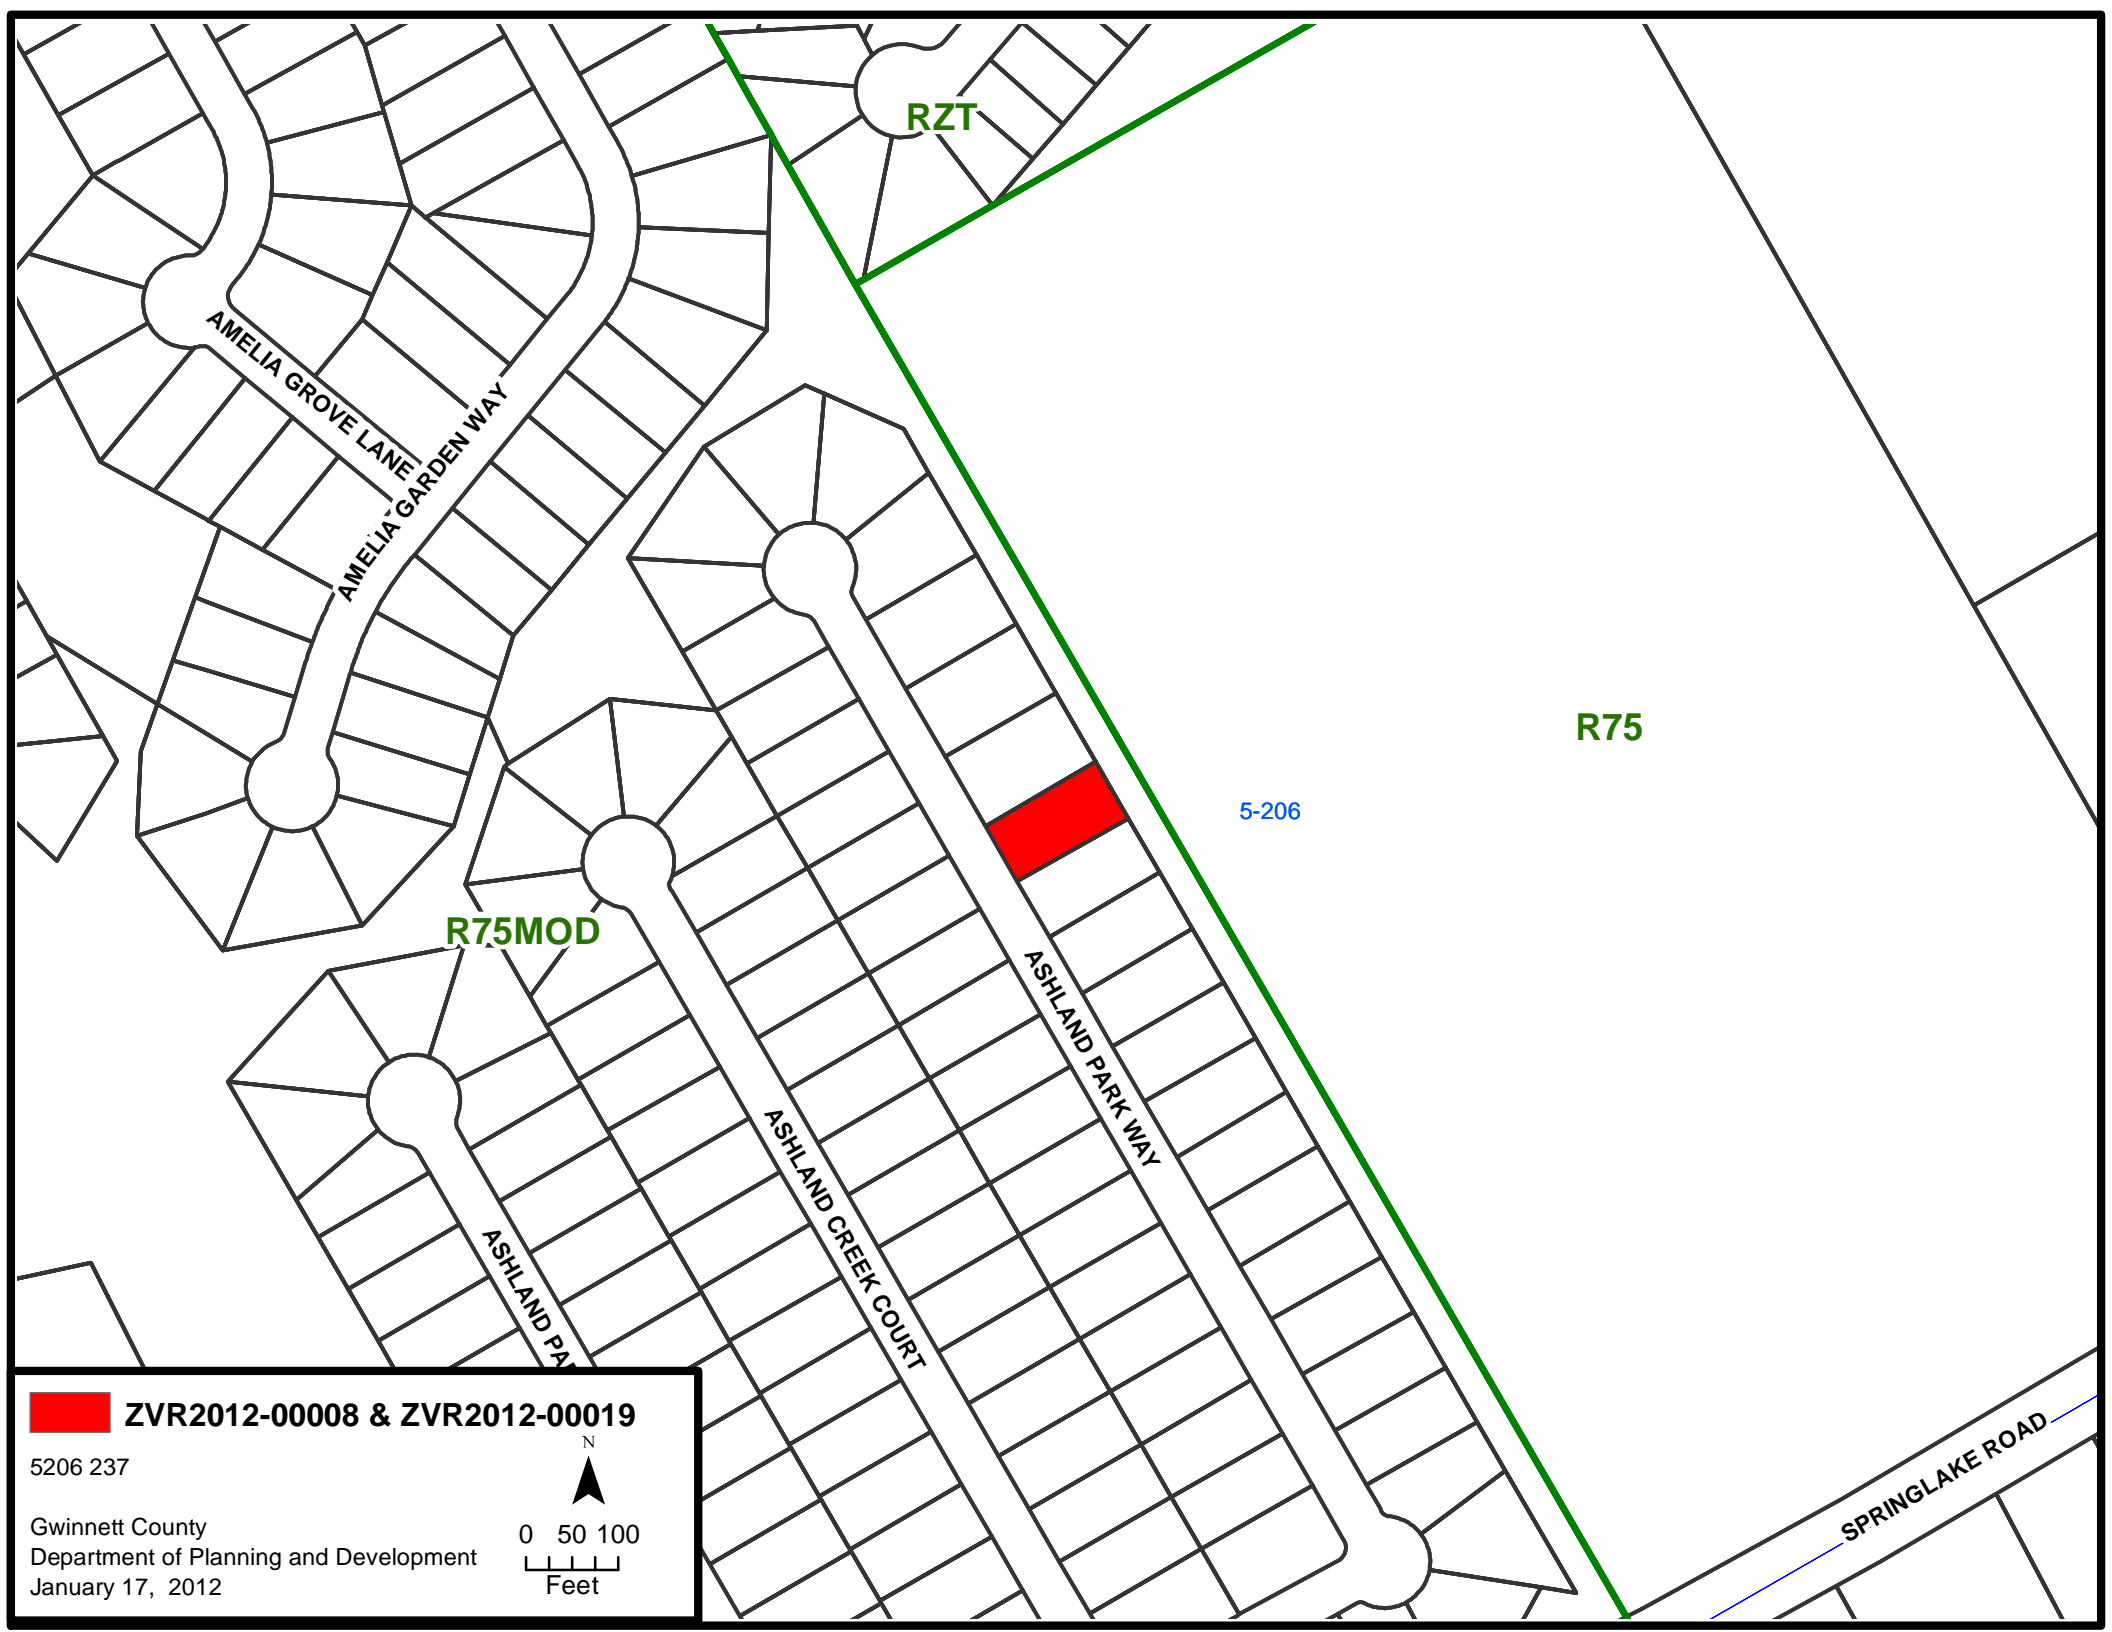 RZT
AMELIA GROVE LANE
AMELIA GARDEN WAY
R75
5-206
R75MOD
ASHLAND PARK WAY
ASHLAND CREEK COURT
ASHLAND PA
SPRINGLAKE ROAD
ZVR2012-00008 & ZVR2012-00019
5206 237
N
Gwinnett County
Department of Planning and Development
January 17, 2012
0 50 100
Feet